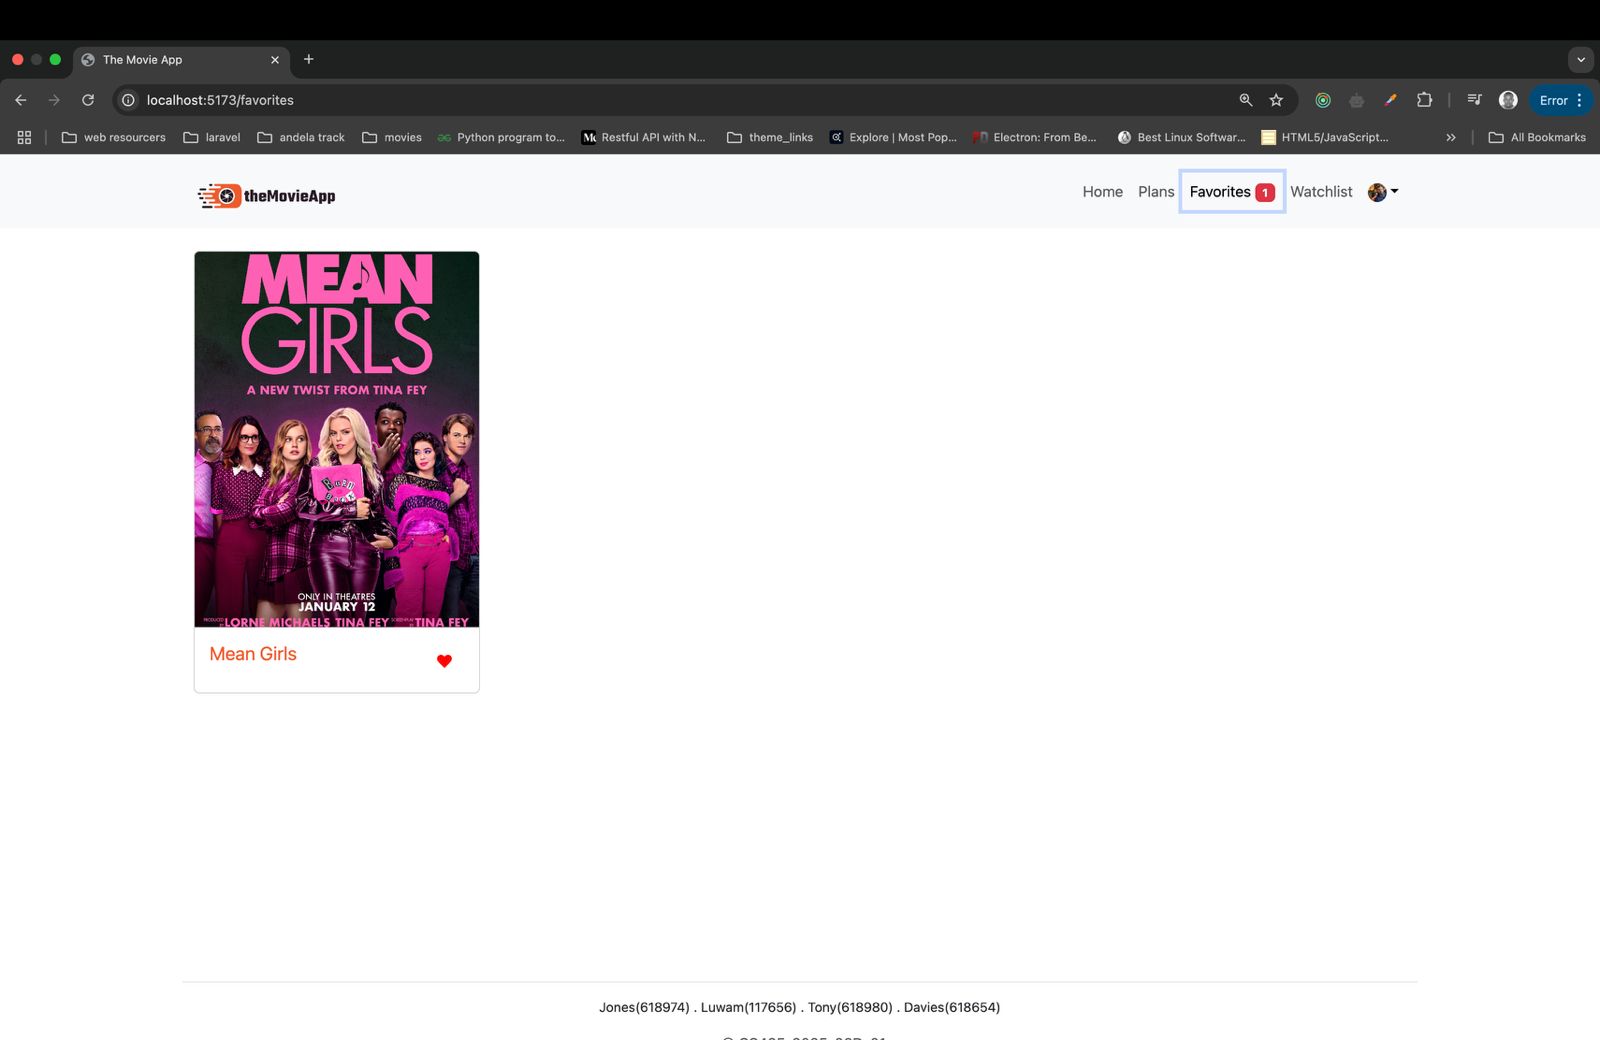 The Movie App
localhost:5173/favorites
Error
web resourcers
laravel
andela track
movies
Python program to...
Restful API with N...
theme_links
Explore | Most Pop...
Electron: From Be...
Best Linux Softwar...
HTML5/JavaScript...
All Bookmarks
theMovieApp
Home
Plans
Favorites 1
Watchlist
MEAN
GIRLS
A NEW TWIST FROM TINA FEY
ONLY IN THEATRES
JANUARY 12
LORNE MICHAELS TINA FEY SCREENPLAY BY TINA FEY
Mean Girls
Jones(618974) . Luwam(117656) . Tony(618980) . Davies(618654)